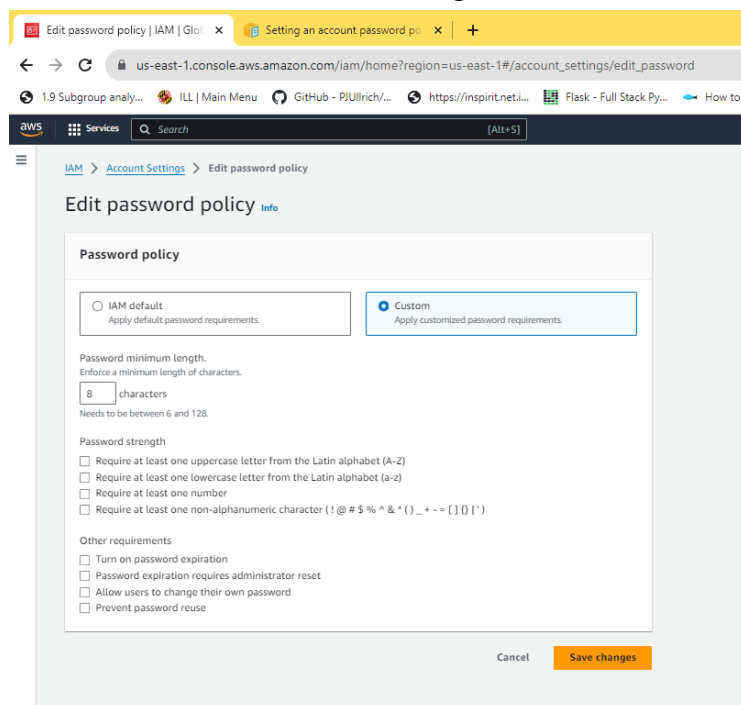 Edit password policy | IAM | Glob
Setting an account password po
us-east-1.console.aws.amazon.com/iam/home?region=us-east-1#/account_settings/edit_password
1.9 Subgroup analy... ILL | Main Menu GitHub - PJUllrich/... https://inspirit.net.i... Flask - Full Stack Py... How to
aws Services Search [Alt+S]
IAM > Account Settings > Edit password policy
Edit password policy Info
Password policy
IAM default
Apply default password requirements.
Custom
Apply customized password requirements.
Password minimum length.
Enforce a minimum length of characters.
8 characters
Needs to be between 6 and 128.
Password strength
Require at least one uppercase letter from the Latin alphabet (A-Z)
Require at least one lowercase letter from the Latin alphabet (a-z)
Require at least one number
Require at least one non-alphanumeric character ( ! @ # $ % ^ & * ( ) _ + - = [ ] {} | ' )
Other requirements
Turn on password expiration
Password expiration requires administrator reset
Allow users to change their own password
Prevent password reuse
Cancel Save changes